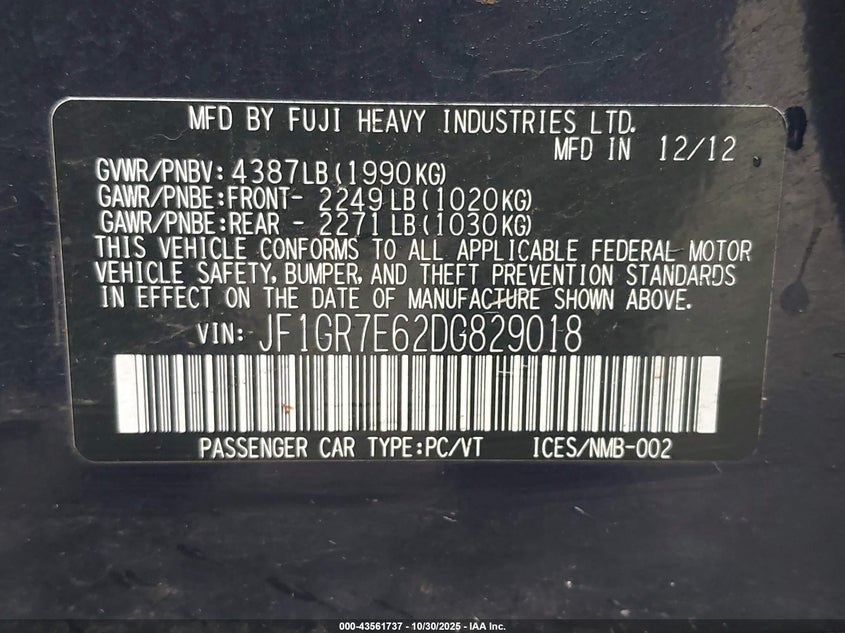 MFD BY FUJI HEAVY INDUSTRIES LTD.
MFD IN 12/12
GVWR/PNBV: 4387LB(1990KG)
GAWR/PNBE:FRONT- 2249LB(1020KG)
GAWR/PNBE:REAR - 2271LB(1030KG)
THIS VEHICLE CONFORMS TO ALL APPLICABLE FEDERAL MOTOR
VEHICLE SAFETY, BUMPER, AND THEFT PREVENTION STANDARDS
IN EFFECT ON THE DATE OF MANUFACTURE SHOWN ABOVE.
VIN: JF1GR7E62DG829018
PASSENGER CAR TYPE:PC/VT ICES/NMB-002
000-43561737 - 10/30/2025 - IAA Inc.